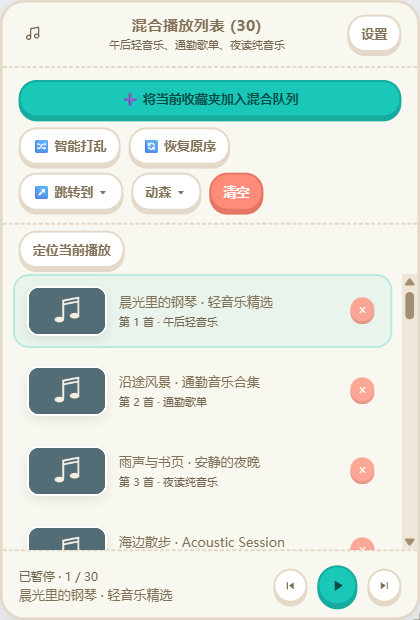 混合播放列表 (30)
午后轻音乐、通勤歌单、夜读纯音乐
设置
将当前收藏夹加入混合队列
智能打乱
恢复原序
跳转到
动森
清空
定位当前播放
晨光里的钢琴 · 轻音乐精选
第 1 首 · 午后轻音乐
沿途风景 · 通勤音乐合集
第 2 首 · 通勤歌单
雨声与书页 · 安静的夜晚
第 3 首 · 夜读纯音乐
海边散步 · Acoustic Session
已暂停 · 1 / 30
晨光里的钢琴 · 轻音乐精选